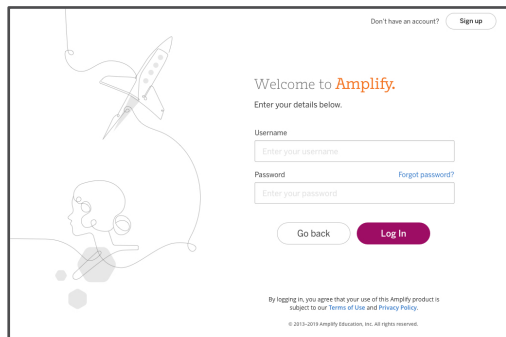 Don't have an account? Sign up
Welcome to Amplify.
Enter your details below.
Username
Enter your username
Password Forgot password?
Enter your password
Go back Log In
By logging in, you agree that your use of this Amplify product is
subject to our Terms of Use and Privacy Policy.
© 2013–2019 Amplify Education, Inc. All rights reserved.